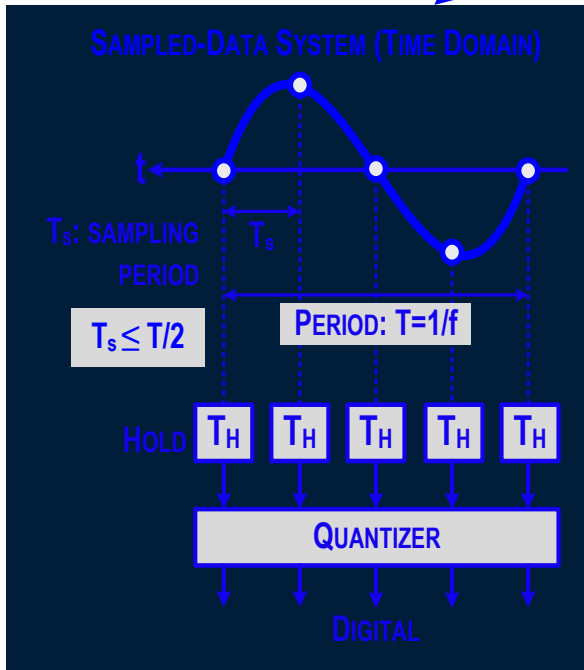 SAMPLED-DATA SYSTEM (TIME DOMAIN)
t
Ts: SAMPLING
PERIOD
Ts
Ts ≤ T/2
PERIOD: T=1/f
HOLD
TH TH TH TH TH
QUANTIZER
DIGITAL